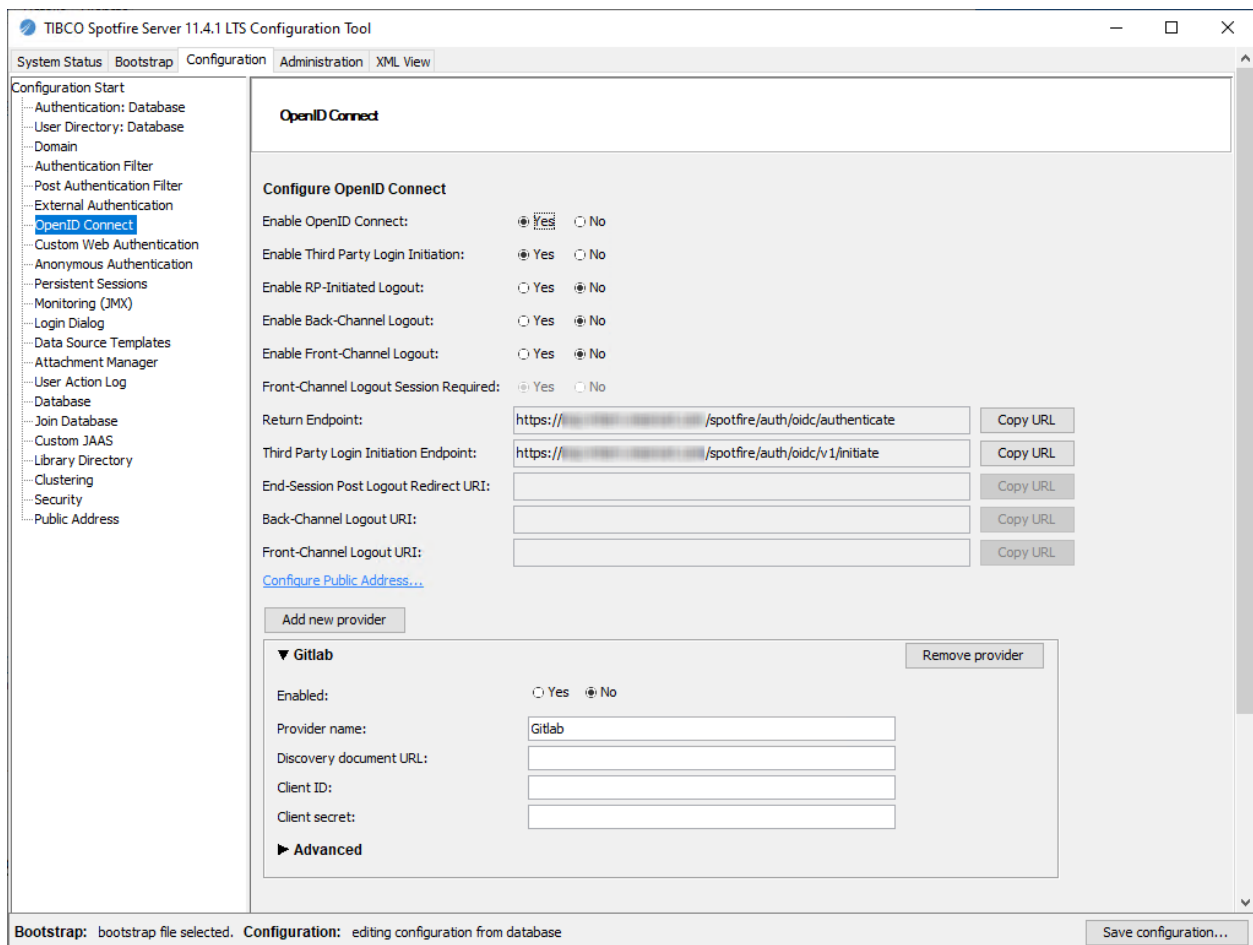 TIBCO Spotfire Server 11.4.1 LTS Configuration Tool
System Status Bootstrap Configuration Administration XML View
Configuration Start
Authentication: Database
User Directory: Database
Domain
Authentication Filter
Post Authentication Filter
External Authentication
OpenID Connect
Custom Web Authentication
Anonymous Authentication
Persistent Sessions
Monitoring (JMX)
Login Dialog
Data Source Templates
Attachment Manager
User Action Log
Database
Join Database
Custom JAAS
Library Directory
Clustering
Security
Public Address
OpenID Connect
Configure OpenID Connect
Enable OpenID Connect: Yes No
Enable Third Party Login Initiation: Yes No
Enable RP-Initiated Logout: Yes No
Enable Back-Channel Logout: Yes No
Enable Front-Channel Logout: Yes No
Front-Channel Logout Session Required: Yes No
Return Endpoint: https:// /spotfire/auth/oidc/authenticate Copy URL
Third Party Login Initiation Endpoint: https:// /spotfire/auth/oidc/v1/initiate Copy URL
End-Session Post Logout Redirect URI: Copy URL
Back-Channel Logout URI: Copy URL
Front-Channel Logout URI: Copy URL
Configure Public Address...
Add new provider
Gitlab Remove provider
Enabled: Yes No
Provider name: Gitlab
Discovery document URL:
Client ID:
Client secret:
Advanced
Bootstrap: bootstrap file selected. Configuration: editing configuration from database Save configuration...